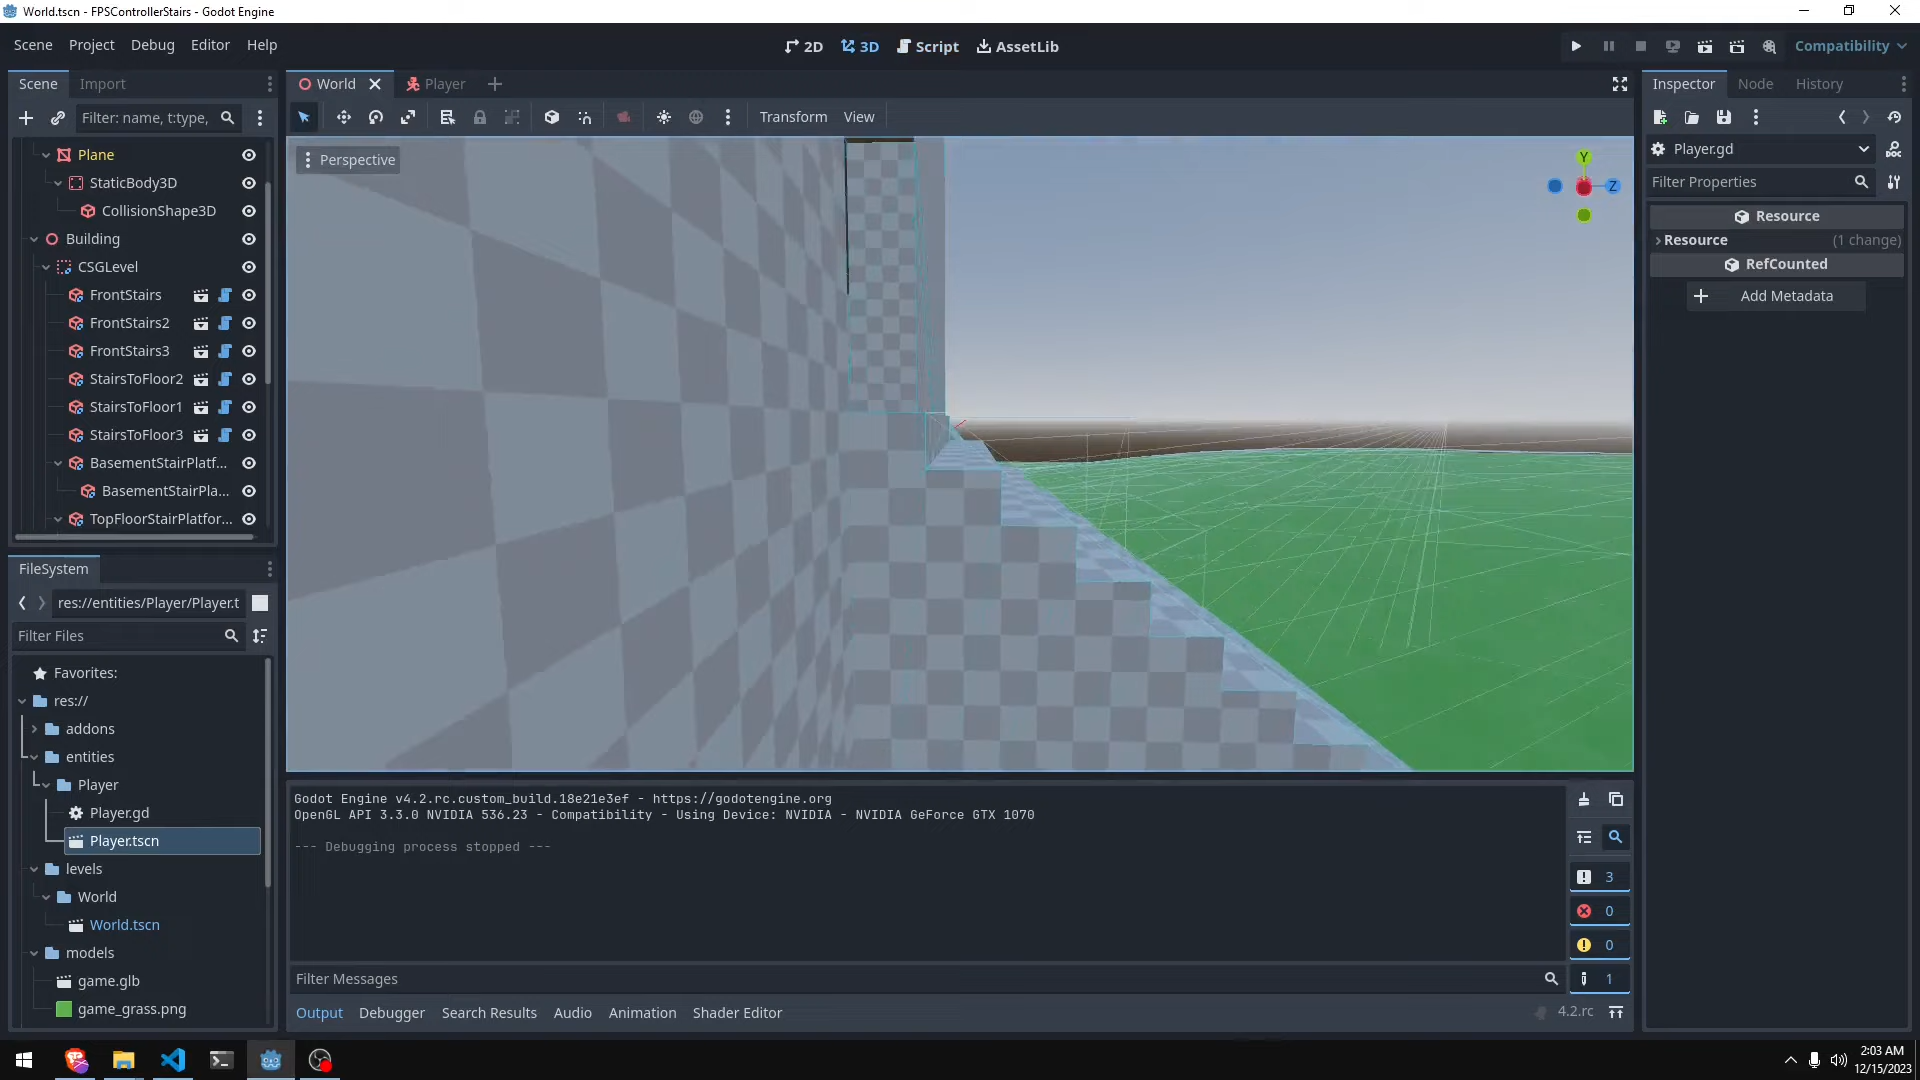 World.tscn - FPSControllerStairs - Godot Engine
Scene Project Debug Editor Help
2D 3D Script AssetLib
Compatibility
Scene Import
Filter: name, t:type,
Plane
StaticBody3D
CollisionShape3D
Building
CSGLevel
FrontStairs
FrontStairs2
FrontStairs3
StairsToFloor2
StairsToFloor1
StairsToFloor3
BasementStairPlatf...
BasementStairPla...
TopFloorStairPlatfor...
FileSystem
res://entities/Player/Player.t
Filter Files
Favorites:
res://
addons
entities
Player
Player.gd
Player.tscn
levels
World
World.tscn
models
game.glb
game_grass.png
World Player
Transform View
Perspective
Y
Z
Godot Engine v4.2.rc.custom_build.18e21e3ef - https://godotengine.org
OpenGL API 3.3.0 NVIDIA 536.23 - Compatibility - Using Device: NVIDIA - NVIDIA GeForce GTX 1070
--- Debugging process stopped ---
3
0
0
1
Filter Messages
Output Debugger Search Results Audio Animation Shader Editor
4.2.rc
Inspector Node History
Player.gd
Filter Properties
Resource
Resource (1 change)
RefCounted
Add Metadata
2:03 AM
12/15/2023